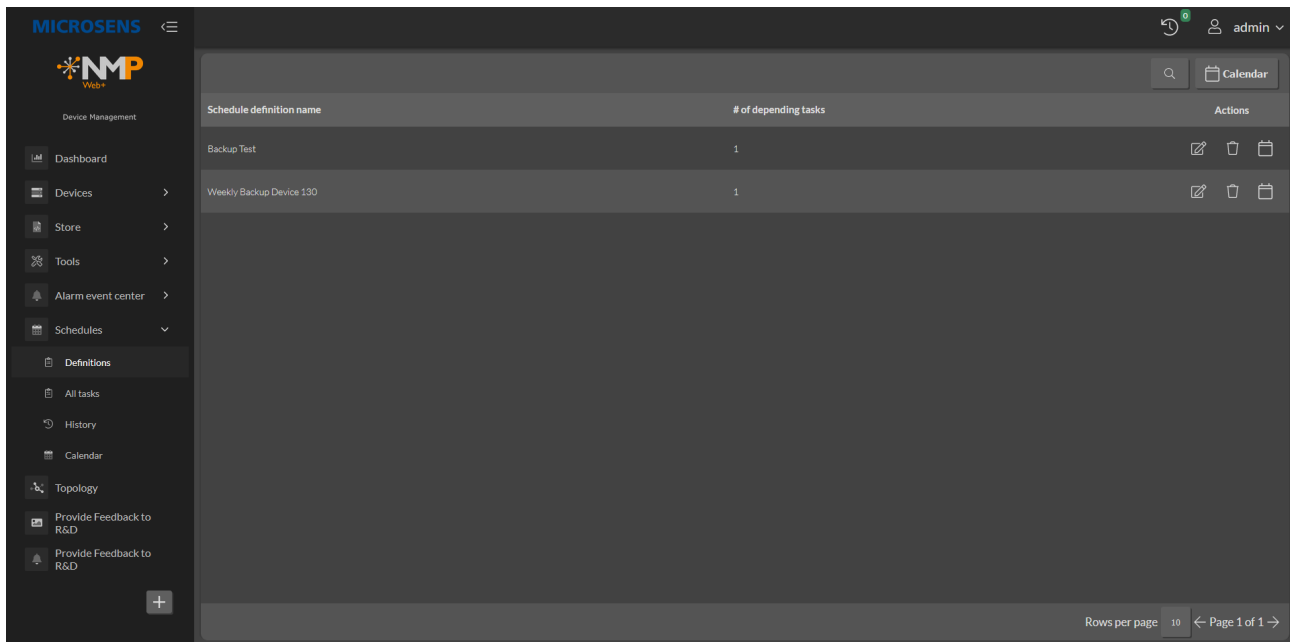 MICROSENS
0
admin
NMP
Web+
Device Management
Calendar
Schedule definition name
# of depending tasks
Actions
Backup Test
1
Weekly Backup Device 130
1
Dashboard
Devices
Store
Tools
Alarm event center
Schedules
Definitions
All tasks
History
Calendar
Topology
Provide Feedback to
R&D
Provide Feedback to
R&D
Rows per page 10 ← Page 1 of 1 →